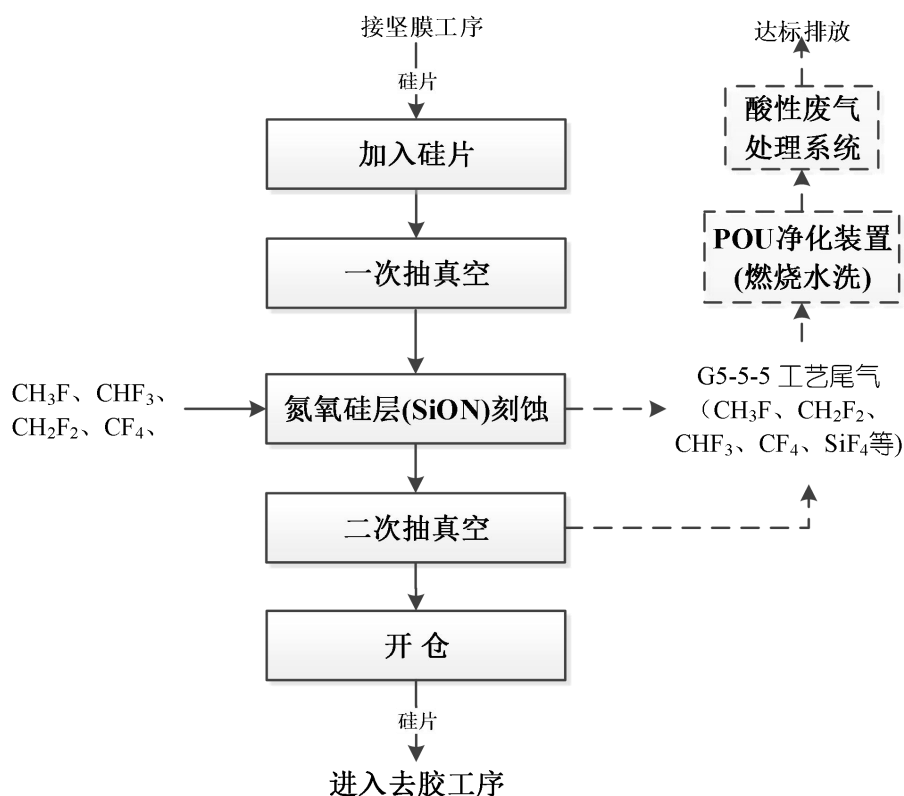 接坚膜工序
硅片
加入硅片
一次抽真空
CH₃F、CHF₃、
CH₂F₂、CF₄、
氮氧硅层(SiON)刻蚀
二次抽真空
开 仓
硅片
进入去胶工序
达标排放
酸性废气
处理系统
POU净化装置
(燃烧水洗)
G5-5-5 工艺尾气
（CH₃F、CH₂F₂、
CHF₃、CF₄、SiF₄等)